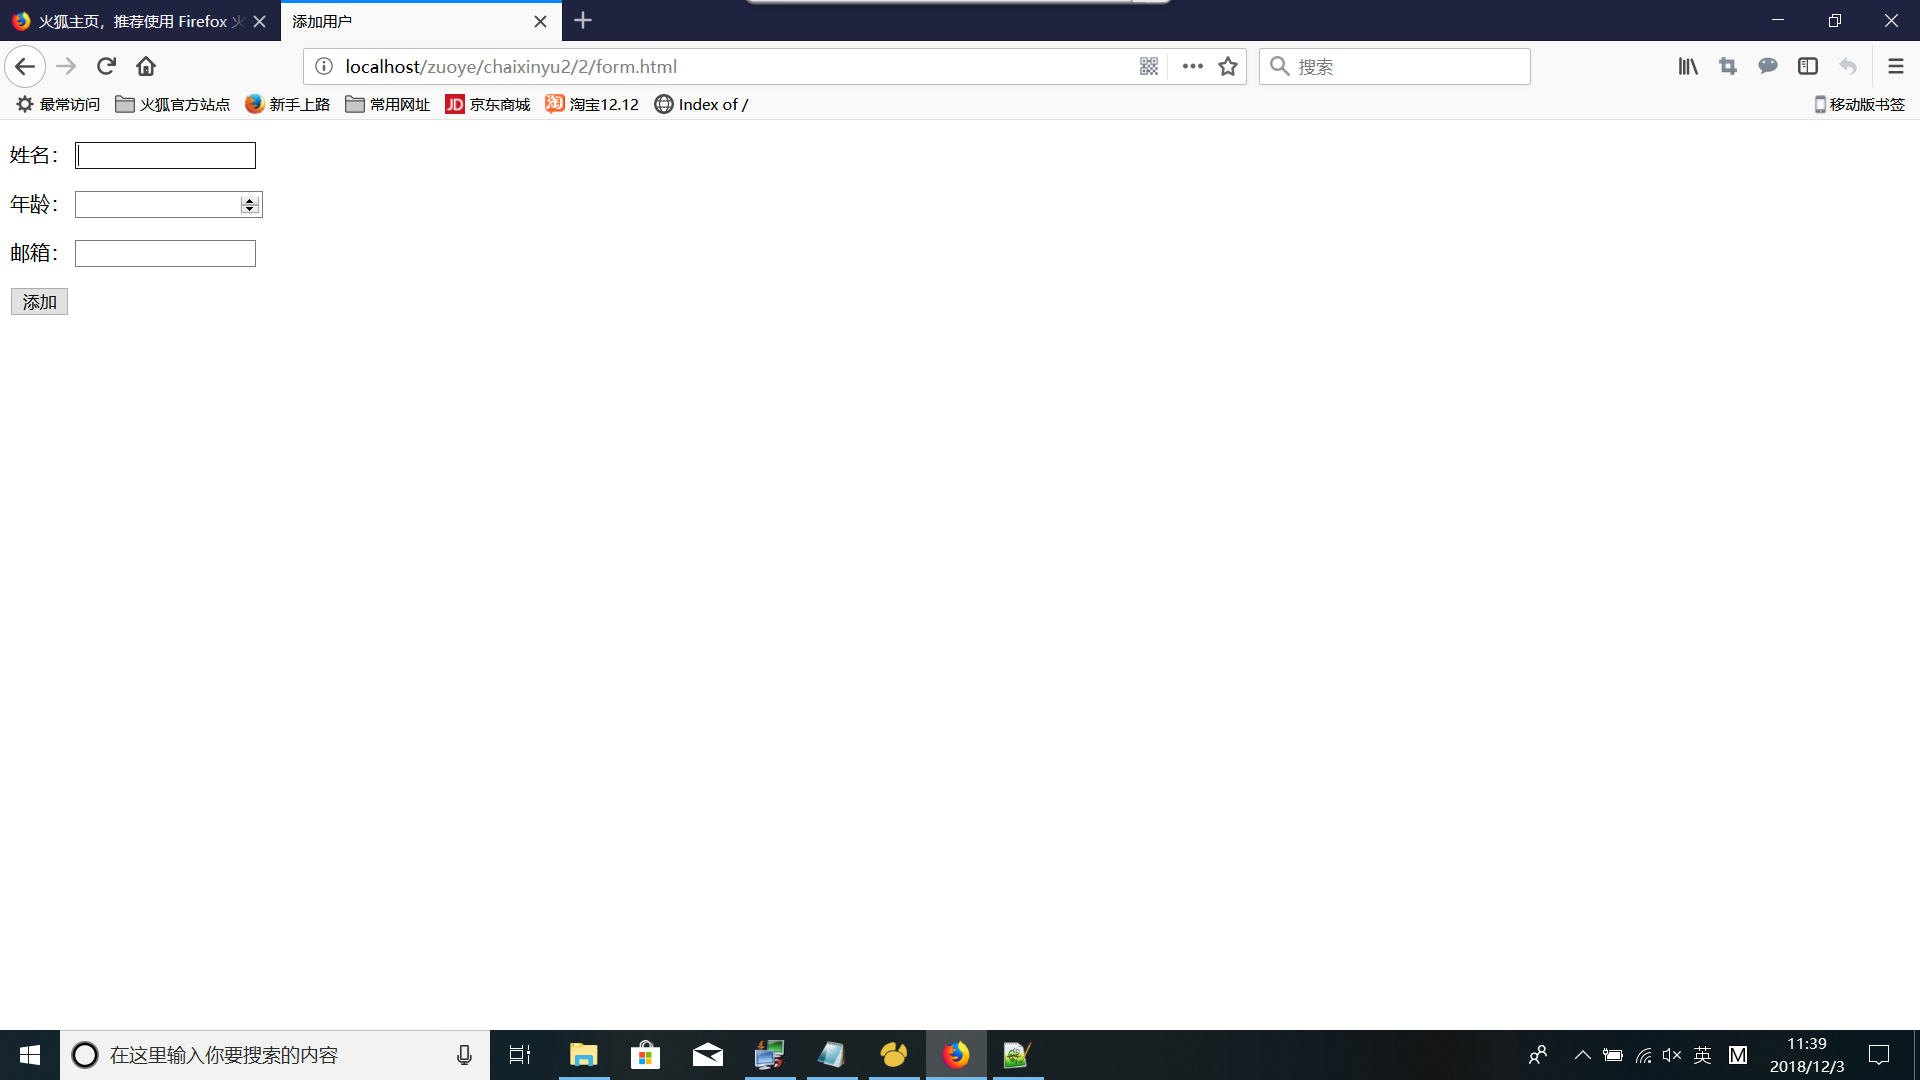 火狐主页，推荐使用 Firefox 火
添加用户
localhost/zuoye/chaixinyu2/2/form.html
搜索
最常访问 火狐官方站点 新手上路 常用网址 JD 京东商城 淘 淘宝12.12 Index of / 移动版书签
姓名：
年龄：
邮箱：
添加
在这里输入你要搜索的内容
英 M
11:39
2018/12/3